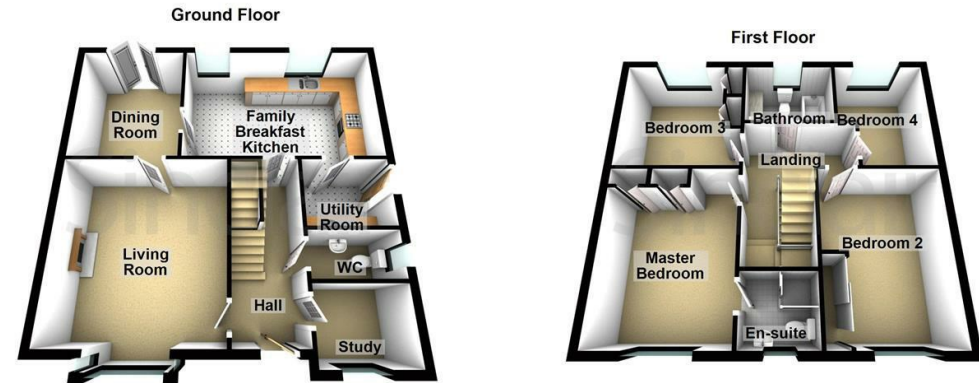 Ground Floor
Dining
Room
Family
Breakfast
Kitchen
Utility
Room
Living
Room
WC
Hall
Study
First Floor
Bedroom 3
Bathroom
Bedroom 4
Landing
Master
Bedroom
Bedroom 2
En-suite